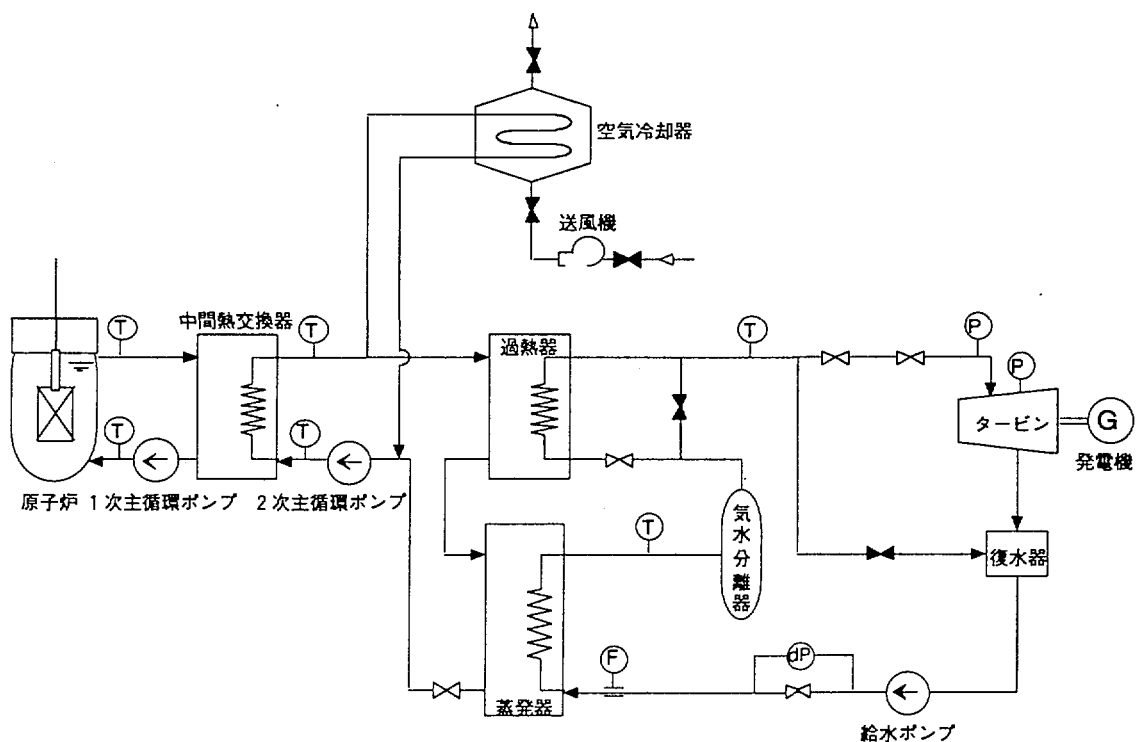 空気冷却器
送風機
中間熱交換器
T
T
過熱器
T
P
P
タービン
G
発電機
T
T
原子炉
1次主循環ポンプ
2次主循環ポンプ
気水分離器
T
復水器
F
dP
蒸発器
給水ポンプ